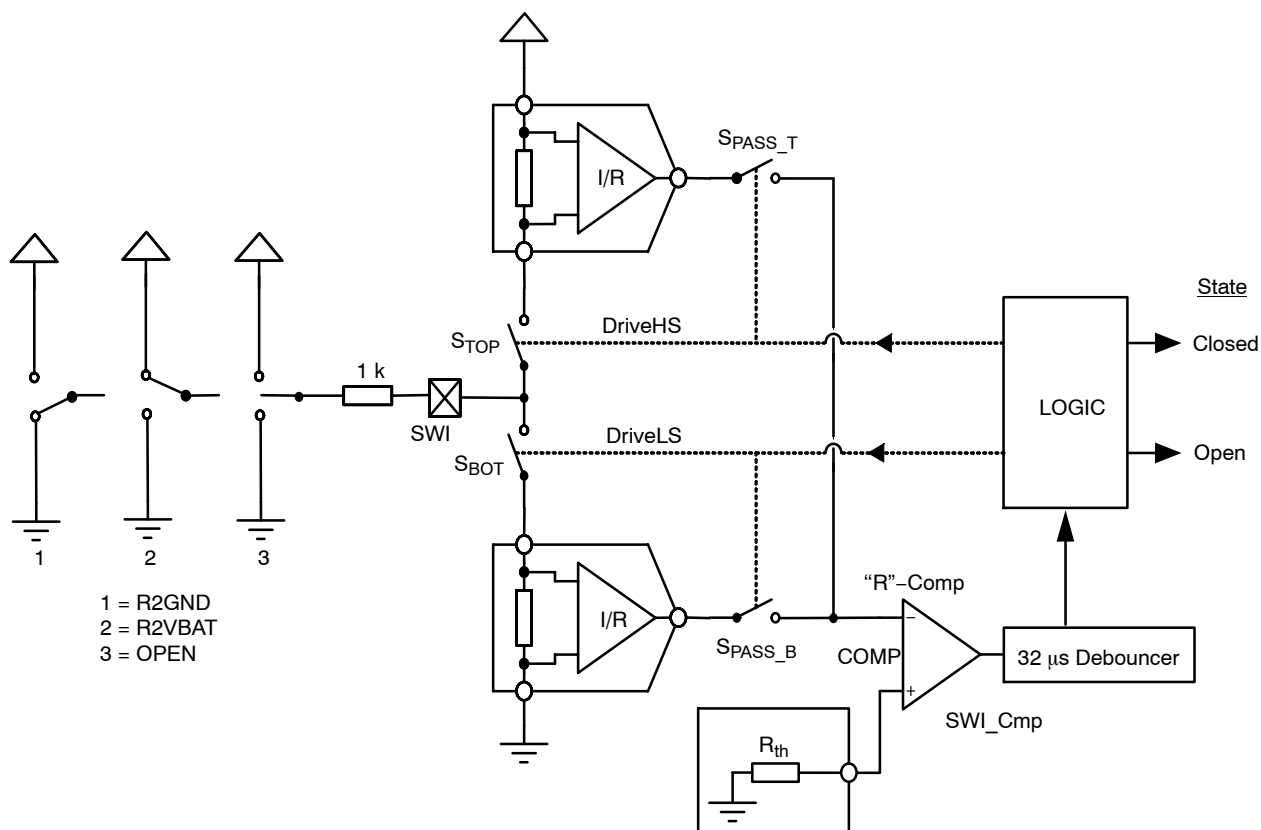 S_PASS_T
I/R
State
DriveHS
S_TOP
Closed
1 k
LOGIC
SWI
DriveLS
Open
S_BOT
1
2
3
"R"−Comp
1 = R2GND
2 = R2VBAT
3 = OPEN
I/R
−
S_PASS_B
COMP
32 μs Debouncer
+
SWI_Cmp
R_th